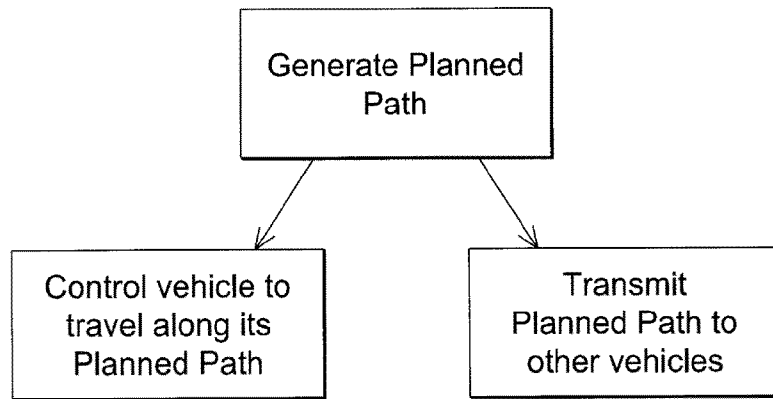 Generate Planned
Path
Control vehicle to
travel along its
Planned Path
Transmit
Planned Path to
other vehicles